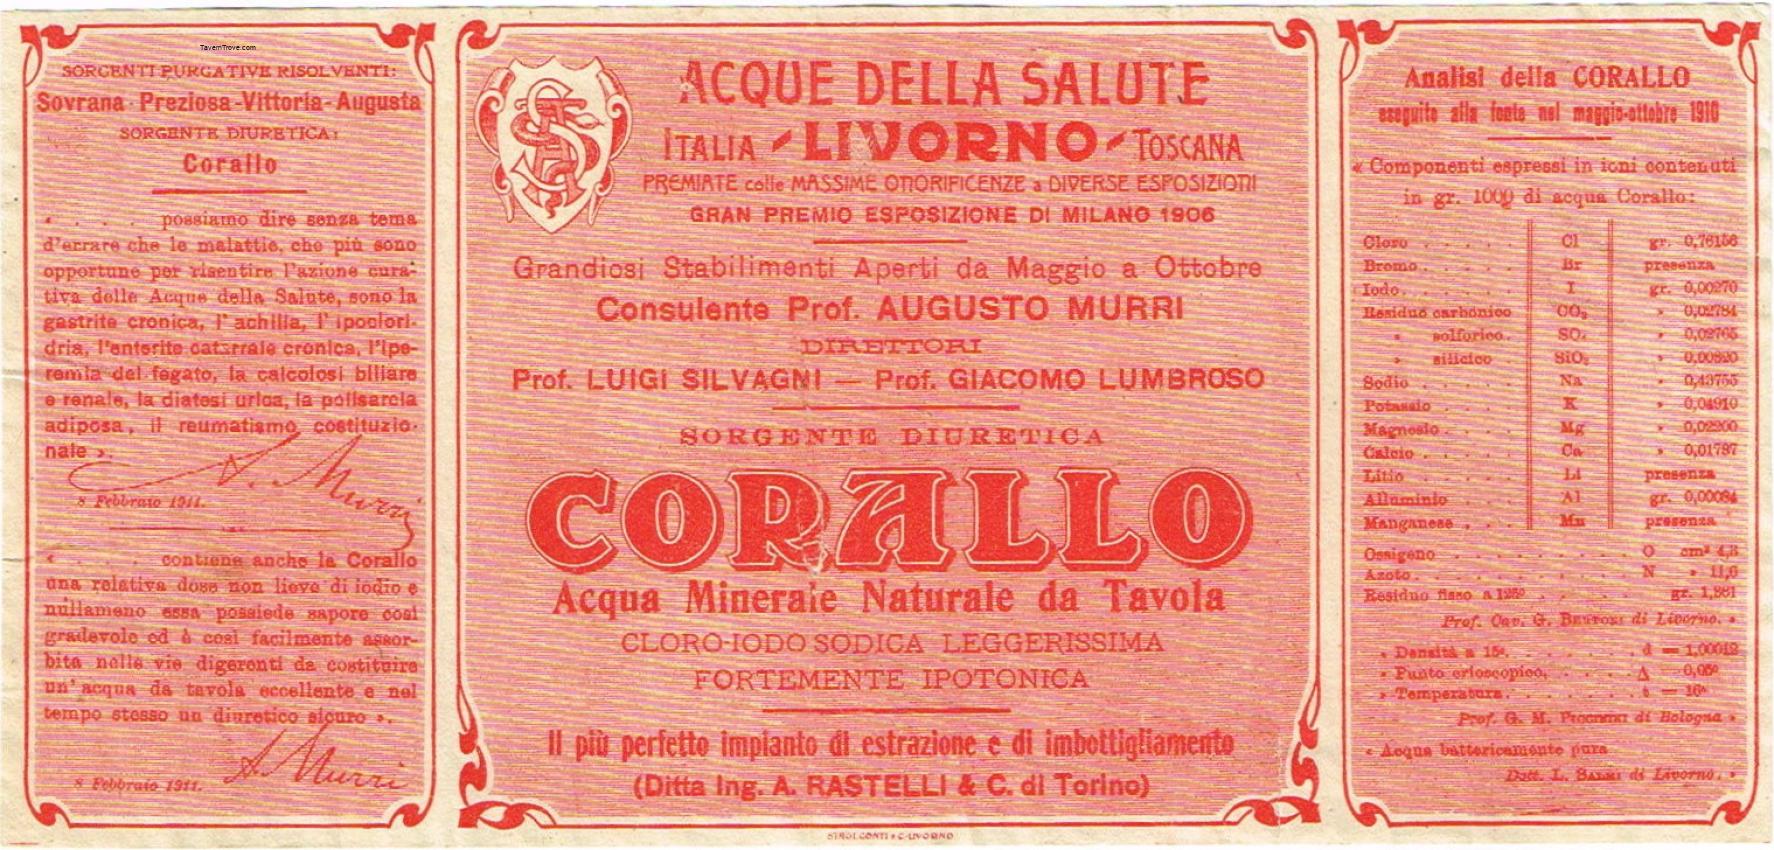 TavernTrove.com
SORGENTI PURGATIVE RISOLVENTI:
Sovrana - Preziosa - Vittoria - Augusta
SORGENTE DIURETICA:
Corallo
« . . . . possiamo dire senza tema
d'errare che le malattie, che più sono
opportune per risentire l'azione cura-
tiva delle Acque della Salute, sono la
gastrite cronica, l'achilia, l'ipoclori-
dria, l'enterite catarrale cronica, l'ipe-
remia del fegato, la calcolosi biliare
e renale, la diatesi urica, la polisarcia
adiposa, il reumatismo costituzio-
nale ».
A. Murri
8 Febbraio 1911.
« . . . . contiene anche la Corallo
una relativa dose non lieve di iodio e
nullameno essa possiede sapore così
gradevole ed è così facilmente assor-
bita nelle vie digerenti da costituire
un'acqua da tavola eccellente e nel
tempo stesso un diuretico sicuro ».
A. Murri
8 Febbraio 1911.
ACQUE DELLA SALUTE
ITALIA - LIVORNO - TOSCANA
PREMIATE colle MASSIME ONORIFICENZE a DIVERSE ESPOSIZIONI
GRAN PREMIO ESPOSIZIONE DI MILANO 1906
Grandiosi Stabilimenti Aperti da Maggio a Ottobre
Consulente Prof. AUGUSTO MURRI
DIRETTORI
Prof. LUIGI SILVAGNI — Prof. GIACOMO LUMBROSO
SORGENTE DIURETICA
CORALLO
Acqua Minerale Naturale da Tavola
CLORO-IODO SODICA LEGGERISSIMA
FORTEMENTE IPOTONICA
Il più perfetto impianto di estrazione e di imbottigliamento
(Ditta Ing. A. RASTELLI & C. di Torino)
CONTI & C. LIVORNO
Analisi della CORALLO
eseguite alla fonte nel maggio-ottobre 1910
« Componenti espressi in ioni contenuti
in gr. 1000 di acqua Corallo:
Cloro . . . . . Cl gr. 0,76156
Bromo . . . . . Br presenza
Iodo . . . . . I gr. 0,00270
Residuo carbonico CO₃ » 0,02784
» solforico . SO₄ » 0,02765
» silicico . SiO₃ » 0,00820
Sodio . . . . . Na » 0,43755
Potassio . . . . K » 0,04910
Magnesio . . . . Mg » 0,02200
Calcio . . . . . Ca » 0,01787
Litio . . . . . Li presenza
Alluminio . . . . Al gr. 0,00084
Manganese . . . . Mn presenza
Ossigeno . . . . . O cm³ 4,8
Azoto . . . . . N » 11,6
Residuo fisso a 125° . . . gr. 1,381
Prof. Cav. G. BERTONI di Livorno. »
« Densità a 15° . . . . d = 1,00042
» Punto crioscopico, . . . Δ — 0,05°
» Temperatura . . . . . t = 16°
Prof. G. M. di Bologna »
« Acqua battericamente pura
Dott. L. di Livorno. »